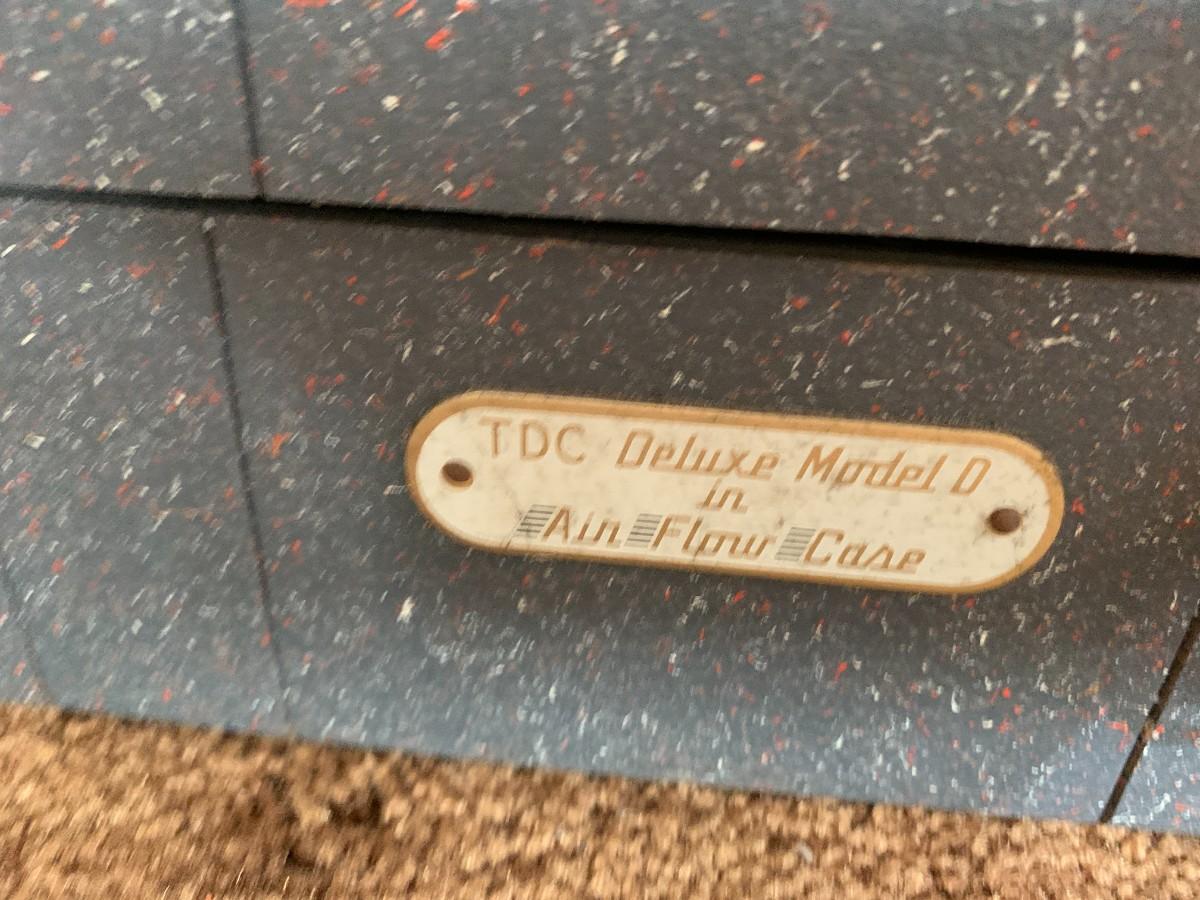 TDC Deluxe Model D
in
Air Flow Case